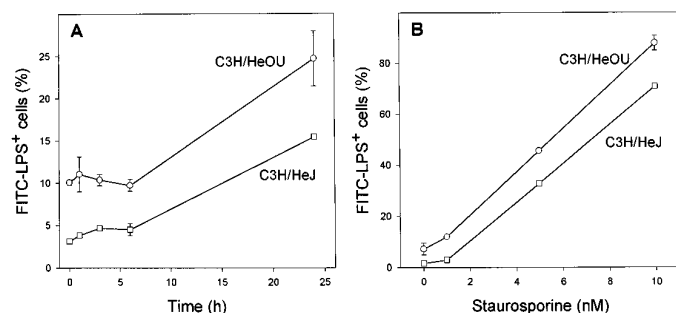 A
C3H/HeOU
C3H/HeJ
FITC-LPS⁺ cells (%)
0
5
10
15
20
25
0
5
10
15
20
25
Time (h)
B
C3H/HeOU
C3H/HeJ
FITC-LPS⁺ cells (%)
0
20
40
60
80
0
2
4
6
8
10
Staurosporine (nM)